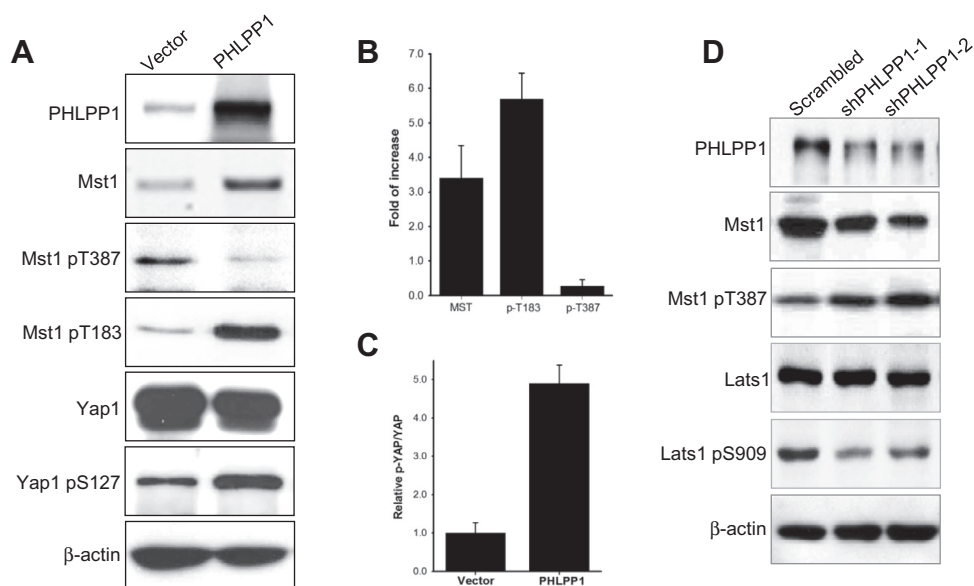 A
Vector
PHLPP1
PHLPP1
Mst1
Mst1 pT387
Mst1 pT183
Yap1
Yap1 pS127
β-actin
B
Fold of increase
7.0
6.0
5.0
4.0
3.0
2.0
1.0
0.0
MST
p-T183
p-T387
C
Relative p-YAP/YAP
5.0
4.0
3.0
2.0
1.0
0.0
Vector
PHLPP1
D
Scrambled
shPHLPP1-1
shPHLPP1-2
PHLPP1
Mst1
Mst1 pT387
Lats1
Lats1 pS909
β-actin